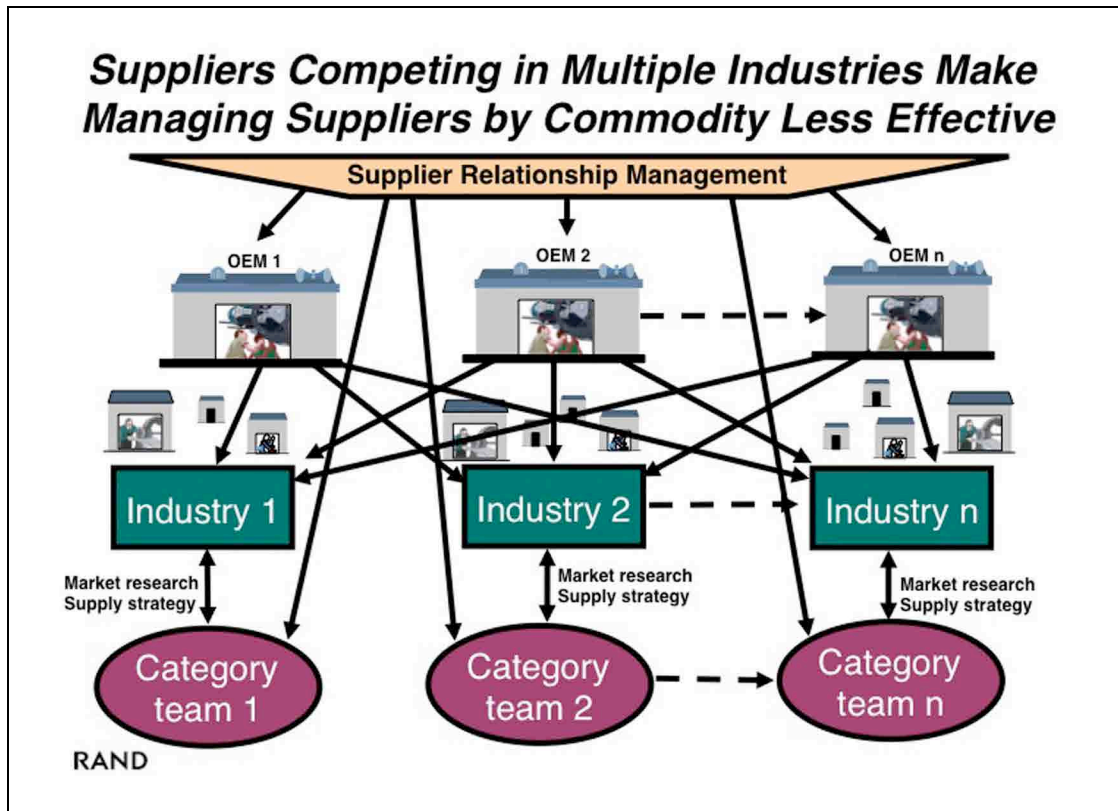 Suppliers Competing in Multiple Industries Make
Managing Suppliers by Commodity Less Effective
Supplier Relationship Management
OEM 1
OEM 2
OEM n
Industry 1
Industry 2
Industry n
Market research
Supply strategy
Market research
Supply strategy
Market research
Supply strategy
Category
team 1
Category
team 2
Category
team n
RAND